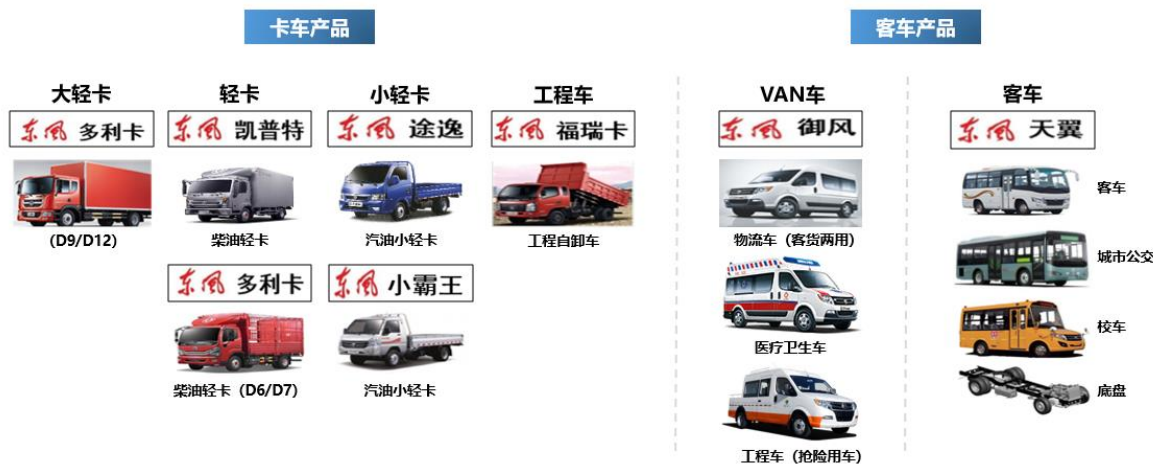 卡车产品
客车产品
大轻卡
轻卡
小轻卡
工程车
VAN车
客车
东风 多利卡
东风 凯普特
东风 途逸
东风 福瑞卡
东风 御风
东风 天翼
(D9/D12)
柴油轻卡
汽油小轻卡
工程自卸车
物流车（客货两用）
客车
城市公交
东风 多利卡
东风 小霸王
柴油轻卡（D6/D7)
汽油小轻卡
医疗卫生车
校车
底盘
工程车（抢险用车）